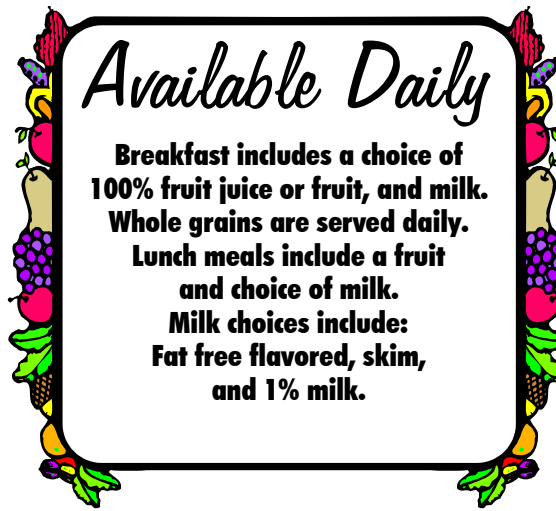 Available Daily
Breakfast includes a choice of
100% fruit juice or fruit, and milk.
Whole grains are served daily.
Lunch meals include a fruit
and choice of milk.
Milk choices include:
Fat free flavored, skim,
and 1% milk.